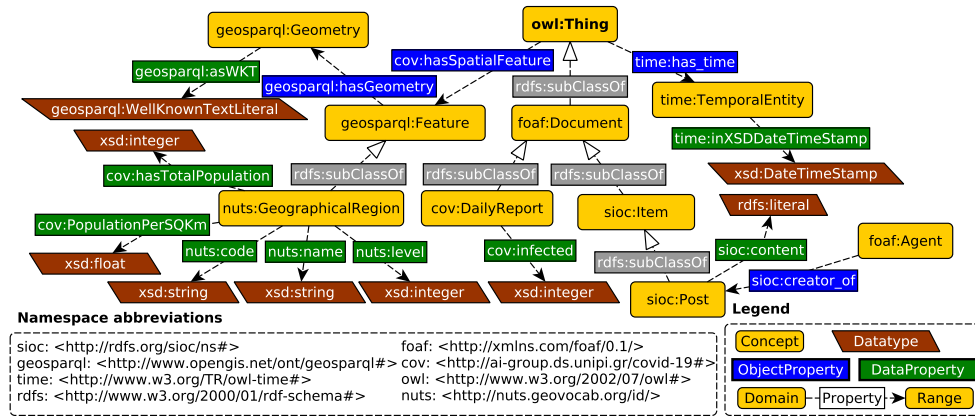 owl:Thing
geosparql:Geometry
cov:hasSpatialFeature
time:has_time
geosparql:asWKT
geosparql:hasGeometry
rdfs:subClassOf
time:TemporalEntity
geosparql:WellKnownTextLiteral
geosparql:Feature
foaf:Document
xsd:integer
time:inXSDDateTimeStamp
cov:hasTotalPopulation
rdfs:subClassOf
rdfs:subClassOf
rdfs:subClassOf
xsd:DateTimeStamp
nuts:GeographicalRegion
cov:DailyReport
sioc:Item
rdfs:literal
cov:PopulationPerSQKm
nuts:code
nuts:name
nuts:level
cov:infected
sioc:content
foaf:Agent
xsd:float
rdfs:subClassOf
sioc:creator_of
xsd:string
xsd:string
xsd:integer
xsd:integer
sioc:Post
Namespace abbreviations
sioc: <http://rdfs.org/sioc/ns#>
geosparql: <http://www.opengis.net/ont/geosparql#>
time: <http://www.w3.org/TR/owl-time#>
rdfs: <http://www.w3.org/2000/01/rdf-schema#>
foaf: <http://xmlns.com/foaf/0.1/>
cov: <http://ai-group.ds.unipi.gr/covid-19#>
owl: <http://www.w3.org/2002/07/owl#>
nuts: <http://nuts.geovocab.org/id/>
Legend
Concept
Datatype
ObjectProperty
DataProperty
Domain
Property
Range